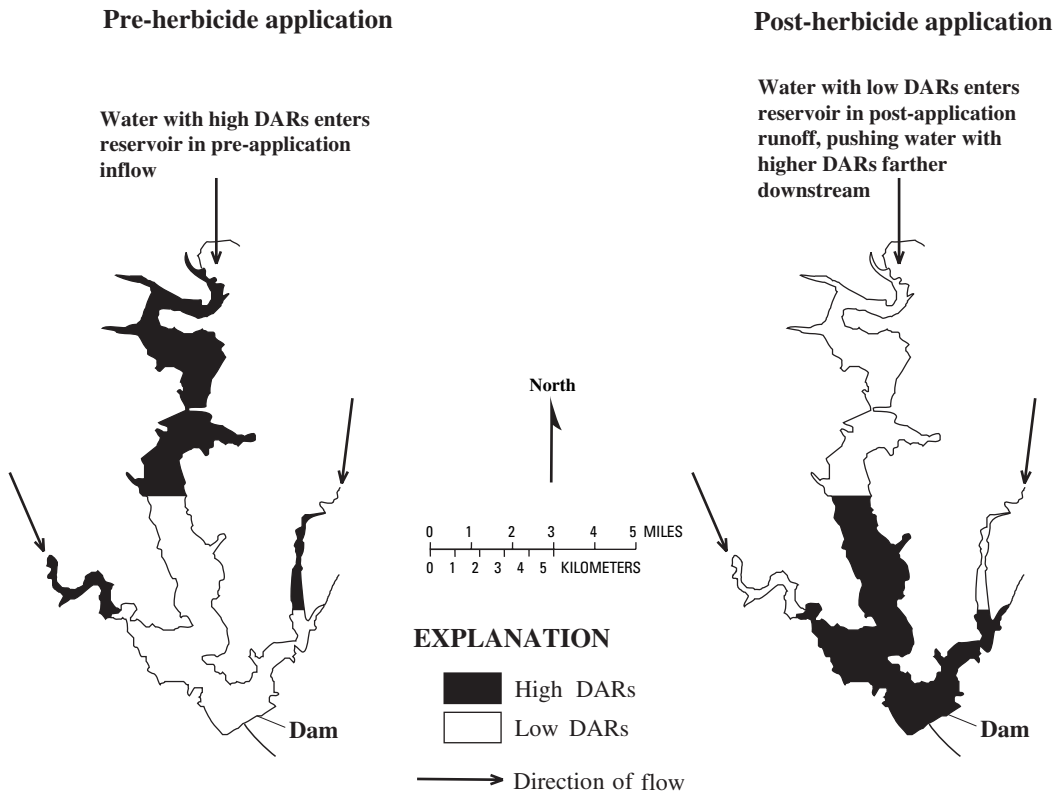 Pre-herbicide application
Water with high DARs enters
reservoir in pre-application
inflow
Dam
Post-herbicide application
Water with low DARs enters
reservoir in post-application
runoff, pushing water with
higher DARs farther
downstream
Dam
North
0 1 2 3 4 5 MILES
0 1 2 3 4 5 KILOMETERS
EXPLANATION
High DARs
Low DARs
Direction of flow